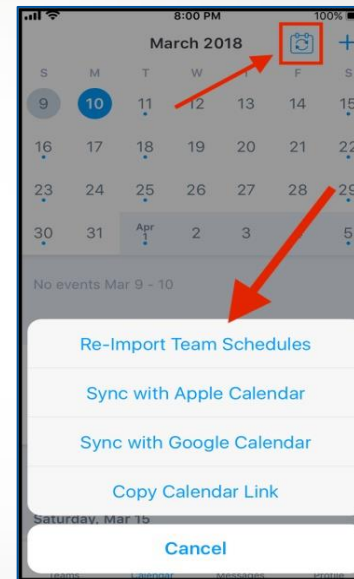 8:00 PM 100%
March 2018
S M T W T F S
9 10 11 12 13 14 15
16 17 18 19 20 21 22
23 24 25 26 27 28 29
30 31 Apr 1 2 3 5
No events Mar 9 - 10
Re-Import Team Schedules
Sync with Apple Calendar
Sync with Google Calendar
Copy Calendar Link
Saturday, Mar 15
Cancel
Teams Calendar Messages Profile